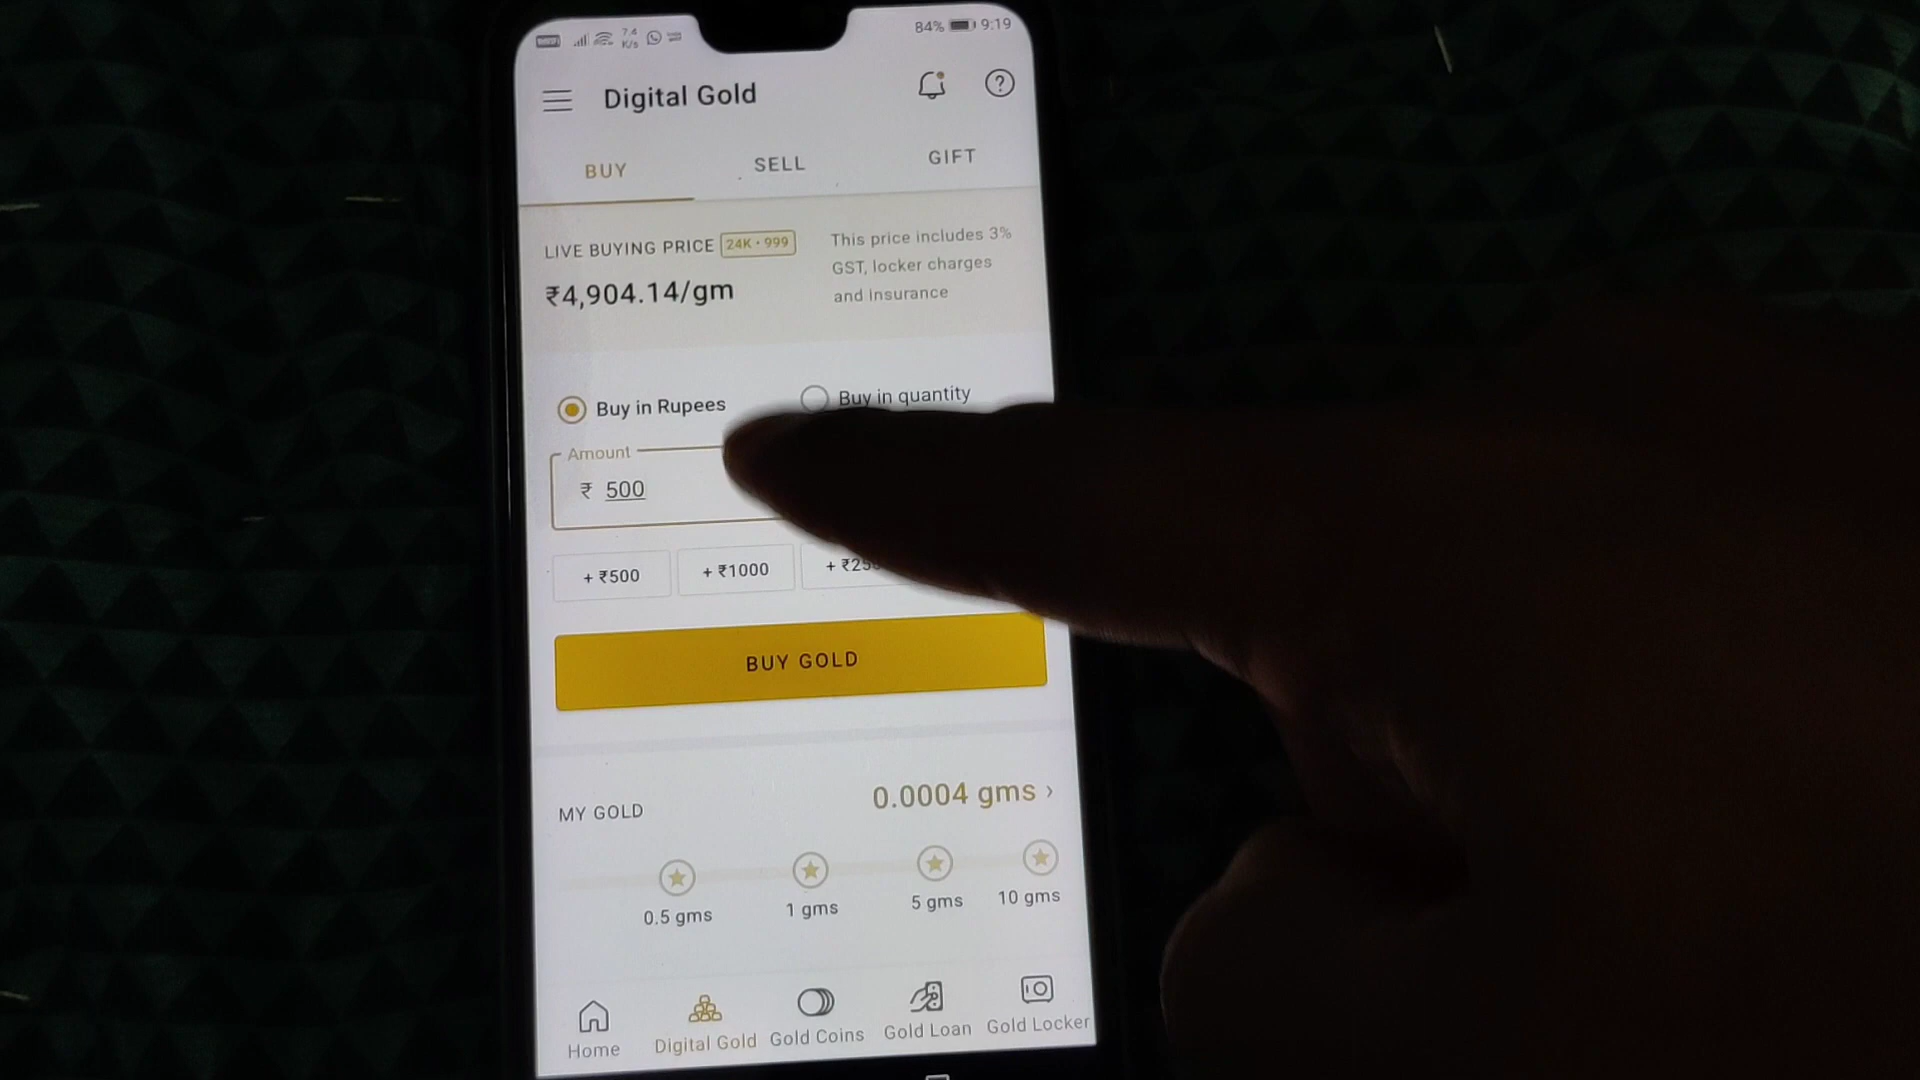 7.4
K/s
84% 9:19
Digital Gold
BUY SELL GIFT
LIVE BUYING PRICE 24K • 999
₹4,904.14/gm
This price includes 3%
GST, locker charges
and insurance
Buy in Rupees
Buy in quantity
Amount
₹ 500
+ ₹500
+ ₹1000
BUY GOLD
MY GOLD
0.0004 gms ›
0.5 gms 1 gms 5 gms 10 gms
Home Digital Gold Gold Coins Gold Loan Gold Locker